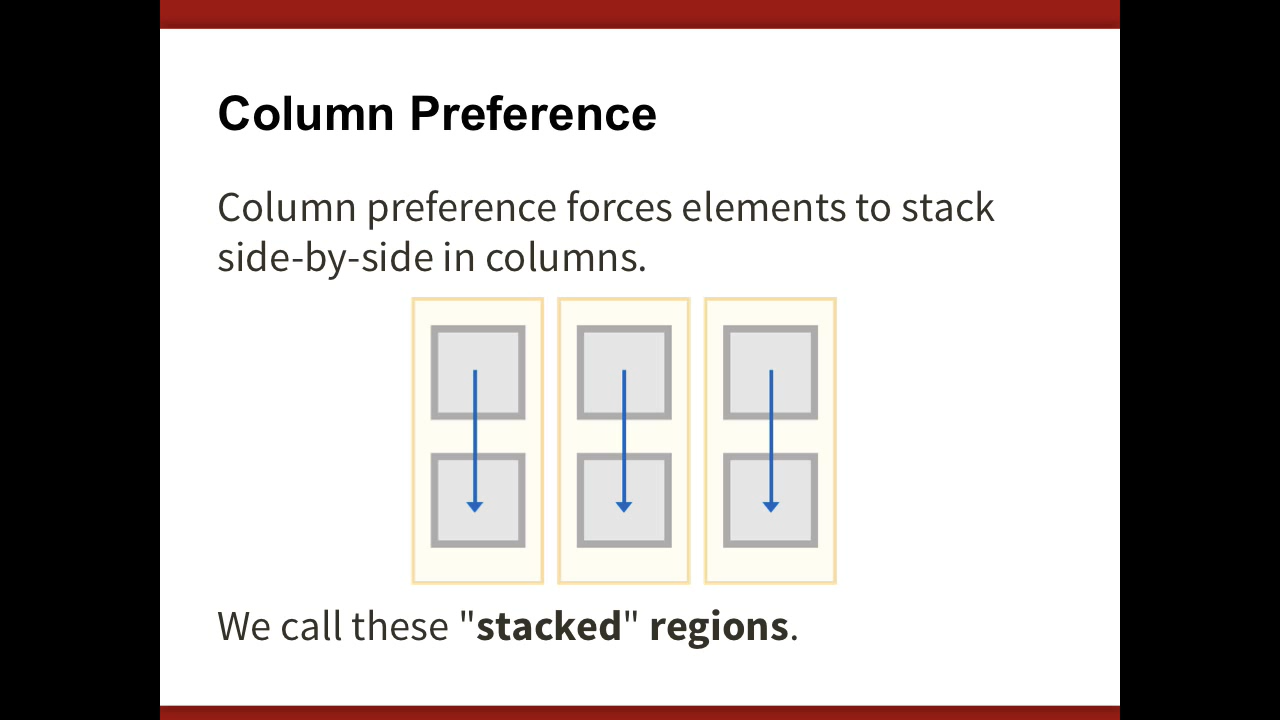 Column Preference
Column preference forces elements to stack
side-by-side in columns.
We call these "stacked" regions.